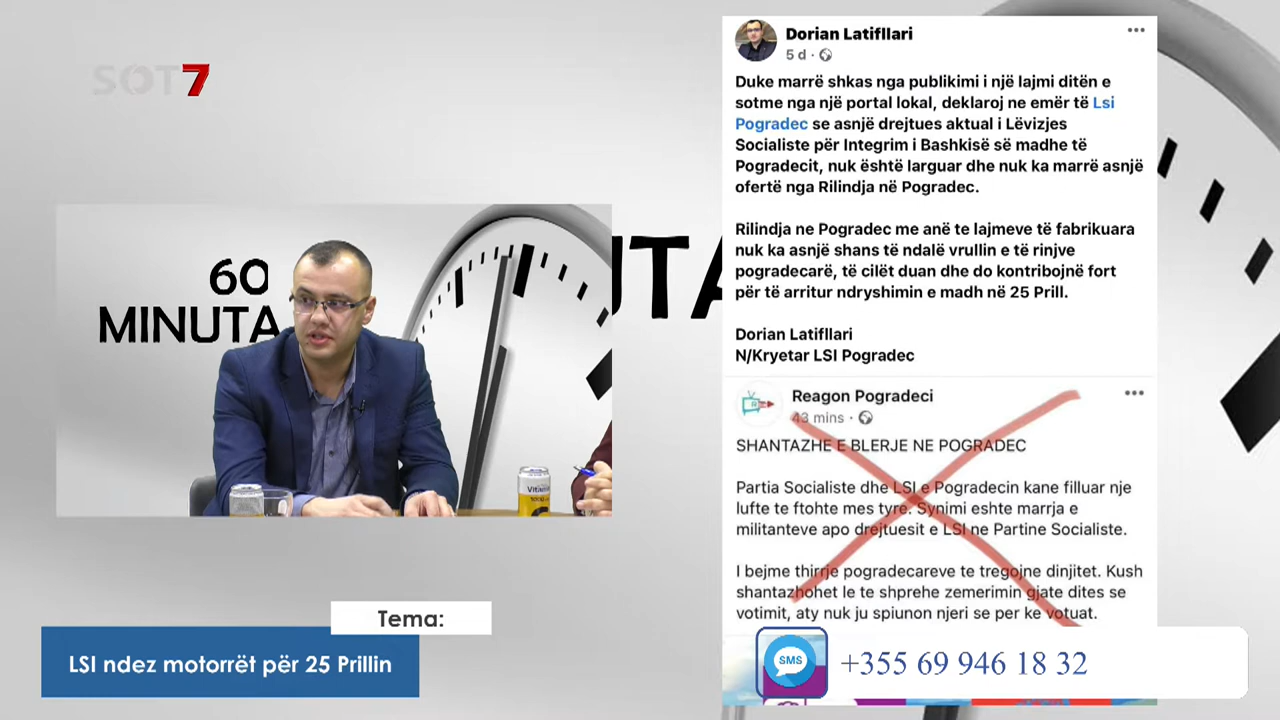 SOT7
60
MINUTA
UTA
Vitami
Tema:
LSI ndez motorrët për 25 Prillin
Dorian Latifllari
5 d ·
Duke marrë shkas nga publikimi i një lajmi ditën e
sotme nga një portal lokal, deklaroj ne emër të Lsi
Pogradec se asnjë drejtues aktual i Lëvizjes
Socialiste për Integrim i Bashkisë së madhe të
Pogradecit, nuk është larguar dhe nuk ka marrë asnjë
ofertë nga Rilindja në Pogradec.
Rilindja ne Pogradec me anë te lajmeve të fabrikuara
nuk ka asnjë shans të ndalë vrullin e të rinjve
pogradecarë, të cilët duan dhe do kontribojnë fort
për të arritur ndryshimin e madh në 25 Prill.
Dorian Latifllari
N/Kryetar LSI Pogradec
Reagon Pogradeci
43 mins ·
SHANTAZHE E BLERJE NE POGRADEC
Partia Socialiste dhe LSI e Pogradecin kane filluar nje
lufte te ftohte mes tyre. Synimi eshte marrja e
militanteve apo drejtuesit e LSI ne Partine Socialiste.
I bejme thirrje pogradecareve te tregojne dinjitet. Kush
shantazhohet le te shprehe zemerimin gjate dites se
votimit, aty nuk ju spiunon njeri se per ke votuat.
SMS
+355 69 946 18 32